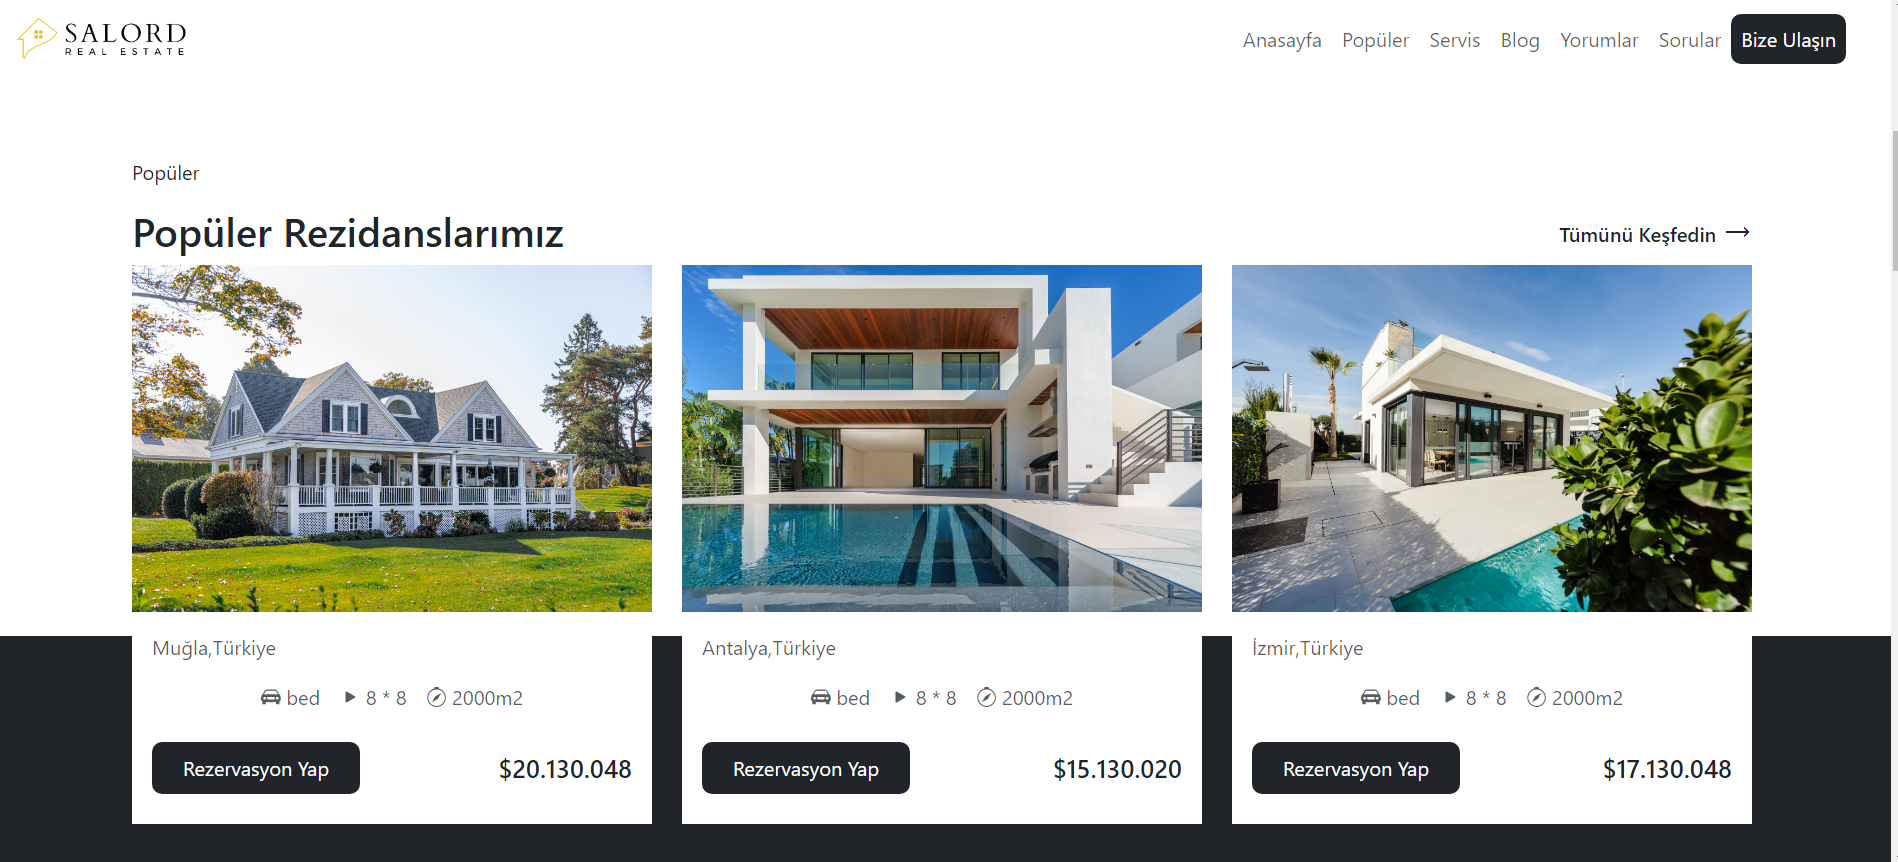 SALORD
REAL ESTATE
Anasayfa Popüler Servis Blog Yorumlar Sorular Bize Ulaşın
Popüler
Popüler Rezidanslarımız
Tümünü Keşfedin
Muğla,Türkiye
bed 8 * 8 2000m2
Rezervasyon Yap $20.130.048
Antalya,Türkiye
bed 8 * 8 2000m2
Rezervasyon Yap $15.130.020
İzmir,Türkiye
bed 8 * 8 2000m2
Rezervasyon Yap $17.130.048